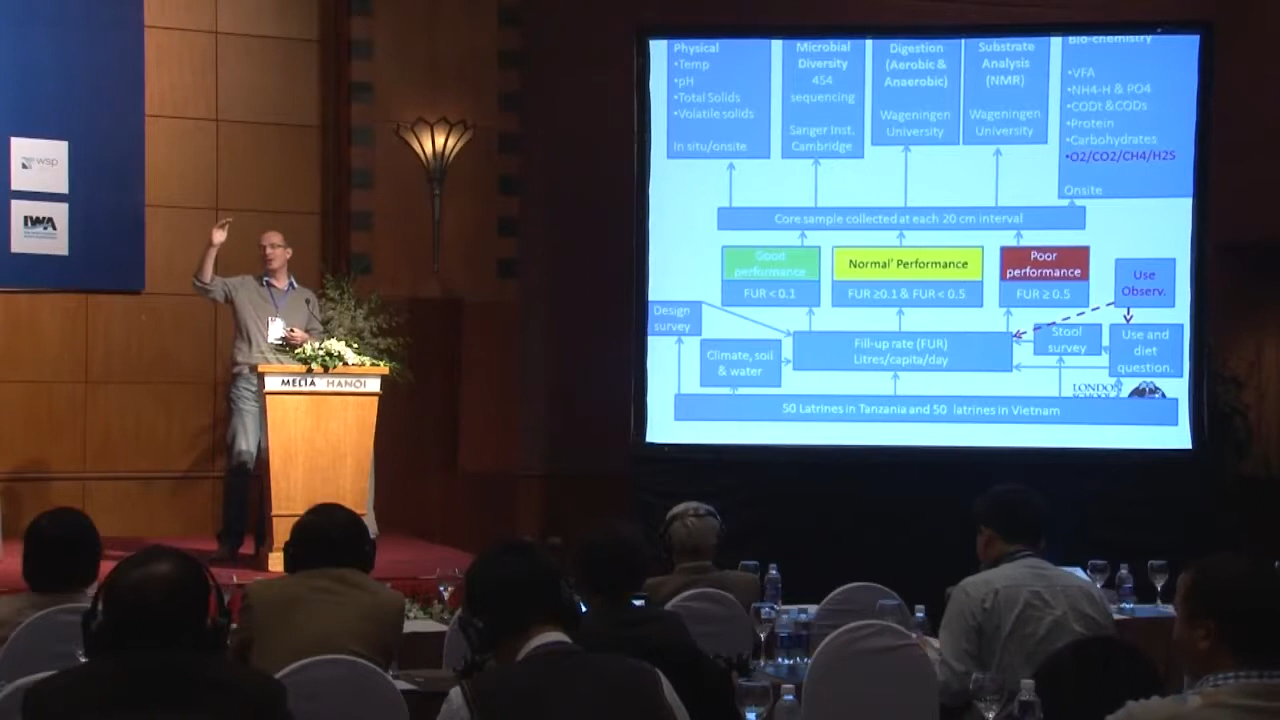 wsp
IWA
MELIÁ HANOI
Physical
•Temp
•pH
•Total Solids
•Volatile solids
In situ/onsite
Microbial
Diversity
454
sequencing
Sanger Inst.
Cambridge
Digestion
(Aerobic &
Anaerobic)
Wageningen
University
Substrate
Analysis
(NMR)
Wageningen
University
Bio-chemistry
•VFA
•NH4-H & PO4
•CODt &CODs
•Protein
•Carbohydrates
•O2/CO2/CH4/H2S
Onsite
Core sample collected at each 20 cm interval
Good
performance
FUR < 0.1
Normal' Performance
FUR ≥0.1 & FUR < 0.5
Poor
performance
FUR ≥ 0.5
Use
Observ.
Design
survey
Climate, soil
& water
Fill-up rate (FUR)
Litres/capita/day
Stool
survey
Use and
diet
question.
LONDON
SCHOOL
50 Latrines in Tanzania and 50 latrines in Vietnam